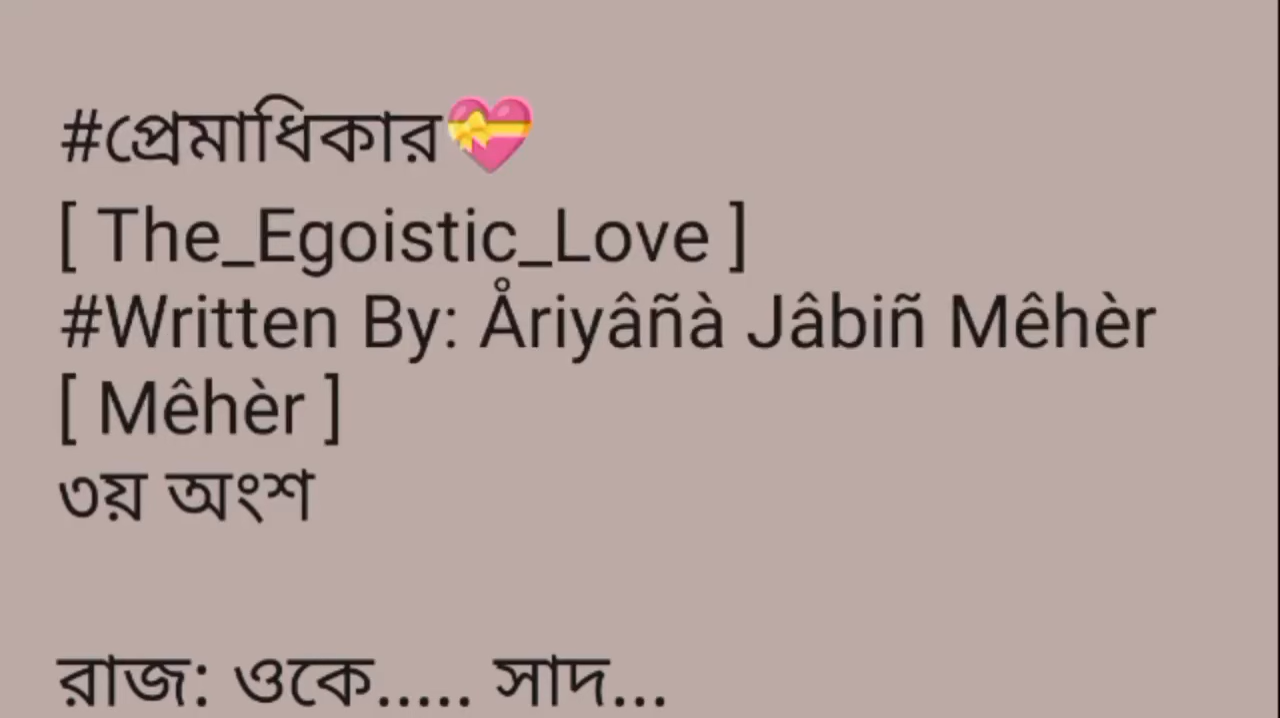 #প্রেমাধিকার💝
[ The_Egoistic_Love ]
#Written By: Åriyâñà Jâbiñ Mêhèr
[ Mêhèr ]
৩য় অংশ
রাজ: ওকে..... সাদ...